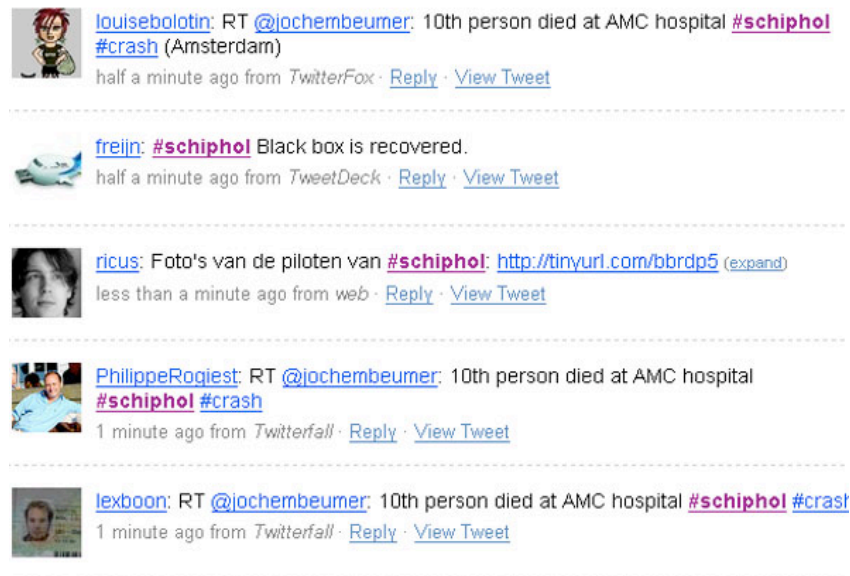 louisebolotin: RT @jochembeumer: 10th person died at AMC hospital #schiphol
#crash (Amsterdam)
half a minute ago from TwitterFox · Reply · View Tweet
freijn: #schiphol Black box is recovered.
half a minute ago from TweetDeck · Reply · View Tweet
ricus: Foto's van de piloten van #schiphol: http://tinyurl.com/bbrdp5 (expand)
less than a minute ago from web · Reply · View Tweet
PhilippeRogiest: RT @jochembeumer: 10th person died at AMC hospital
#schiphol #crash
1 minute ago from Twitterfall · Reply · View Tweet
lexboon: RT @jochembeumer: 10th person died at AMC hospital #schiphol #crash
1 minute ago from Twitterfall · Reply · View Tweet